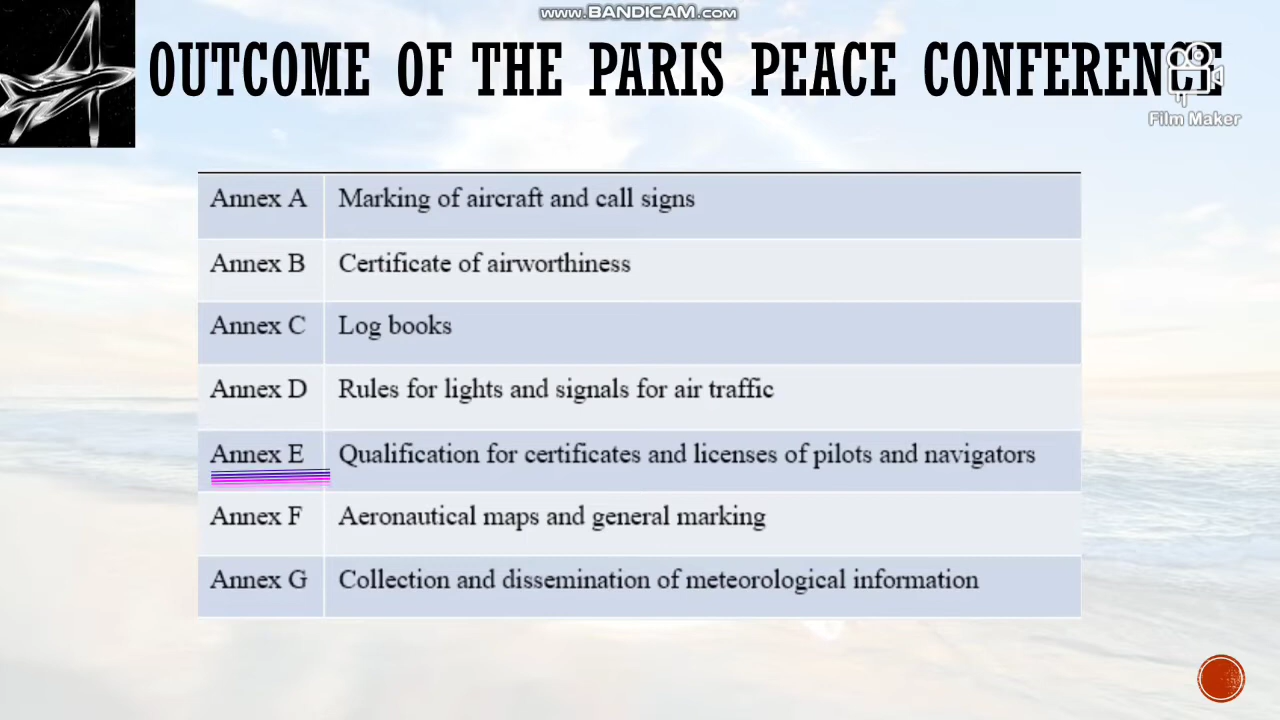 www.BANDICAM.com
OUTCOME OF THE PARIS PEACE CONFERENCE
Film Maker
Annex A Marking of aircraft and call signs
Annex B Certificate of airworthiness
Annex C Log books
Annex D Rules for lights and signals for air traffic
Annex E Qualification for certificates and licenses of pilots and navigators
Annex F Aeronautical maps and general marking
Annex G Collection and dissemination of meteorological information